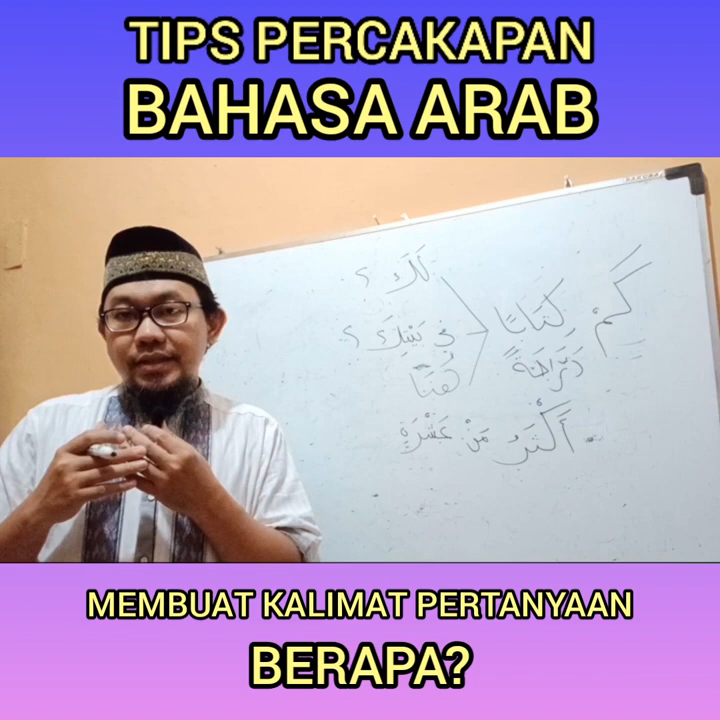 TIPS PERCAKAPAN
BAHASA ARAB
لَكَ ؟
كَمْ كِتَابًا
فِي بَيْتِكَ ؟
دَرَّاجَةً
هُنَا
أَكْثَرُ مَنْ عَشْرَةٍ
MEMBUAT KALIMAT PERTANYAAN
BERAPA?